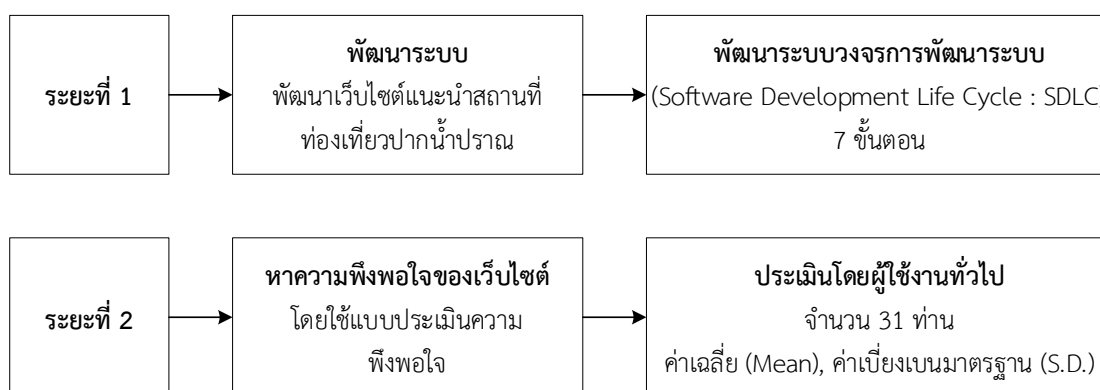 ระยะที่ 1
พัฒนาระบบ
พัฒนาเว็บไซต์แนะนำสถานที่
ท่องเที่ยวปากน้ำปราณ
พัฒนาระบบวงจรการพัฒนาระบบ
(Software Development Life Cycle : SDLC)
7 ขั้นตอน
ระยะที่ 2
หาความพึงพอใจของเว็บไซต์
โดยใช้แบบประเมินความ
พึงพอใจ
ประเมินโดยผู้ใช้งานทั่วไป
จำนวน 31 ท่าน
ค่าเฉลี่ย (Mean), ค่าเบี่ยงเบนมาตรฐาน (S.D.)